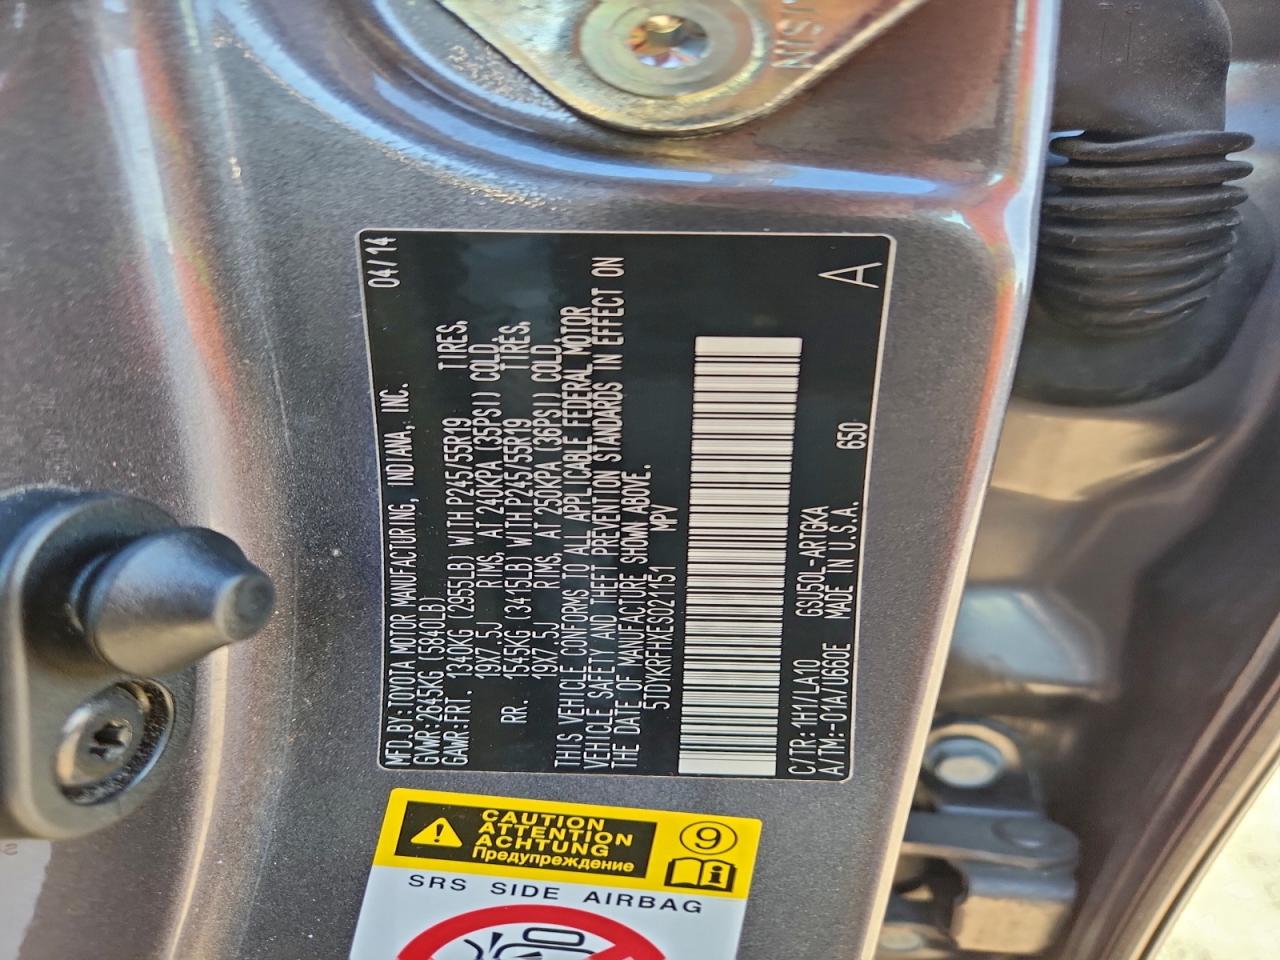 NISIN
MFD.BY:TOYOTA MOTOR MANUFACTURING, INDIANA, INC. 04/14
GVWR:2645KG (5840LB)
GAWR:FRT. 1340KG (2955LB) WITH P245/55R19 TIRES,
19X7.5J RIMS, AT 240KPA (35PSI) COLD.
RR. 1545KG (3415LB) WITH P245/55R19 TIRES,
19X7.5J RIMS, AT 250KPA (36PSI) COLD.
THIS VEHICLE CONFORMS TO ALL APPLICABLE FEDERAL MOTOR
VEHICLE SAFETY AND THEFT PREVENTION STANDARDS IN EFFECT ON
THE DATE OF MANUFACTURE SHOWN ABOVE.
5TDYKRFHXES021151 MPV
C/TR:1H1/LA10 GSU50L-ARTGKA
A/TM:-01A/U660E MADE IN U.S.A. 650 A
CAUTION
ATTENTION
ACHTUNG
Предупреждение
9
i
SRS SIDE AIRBAG